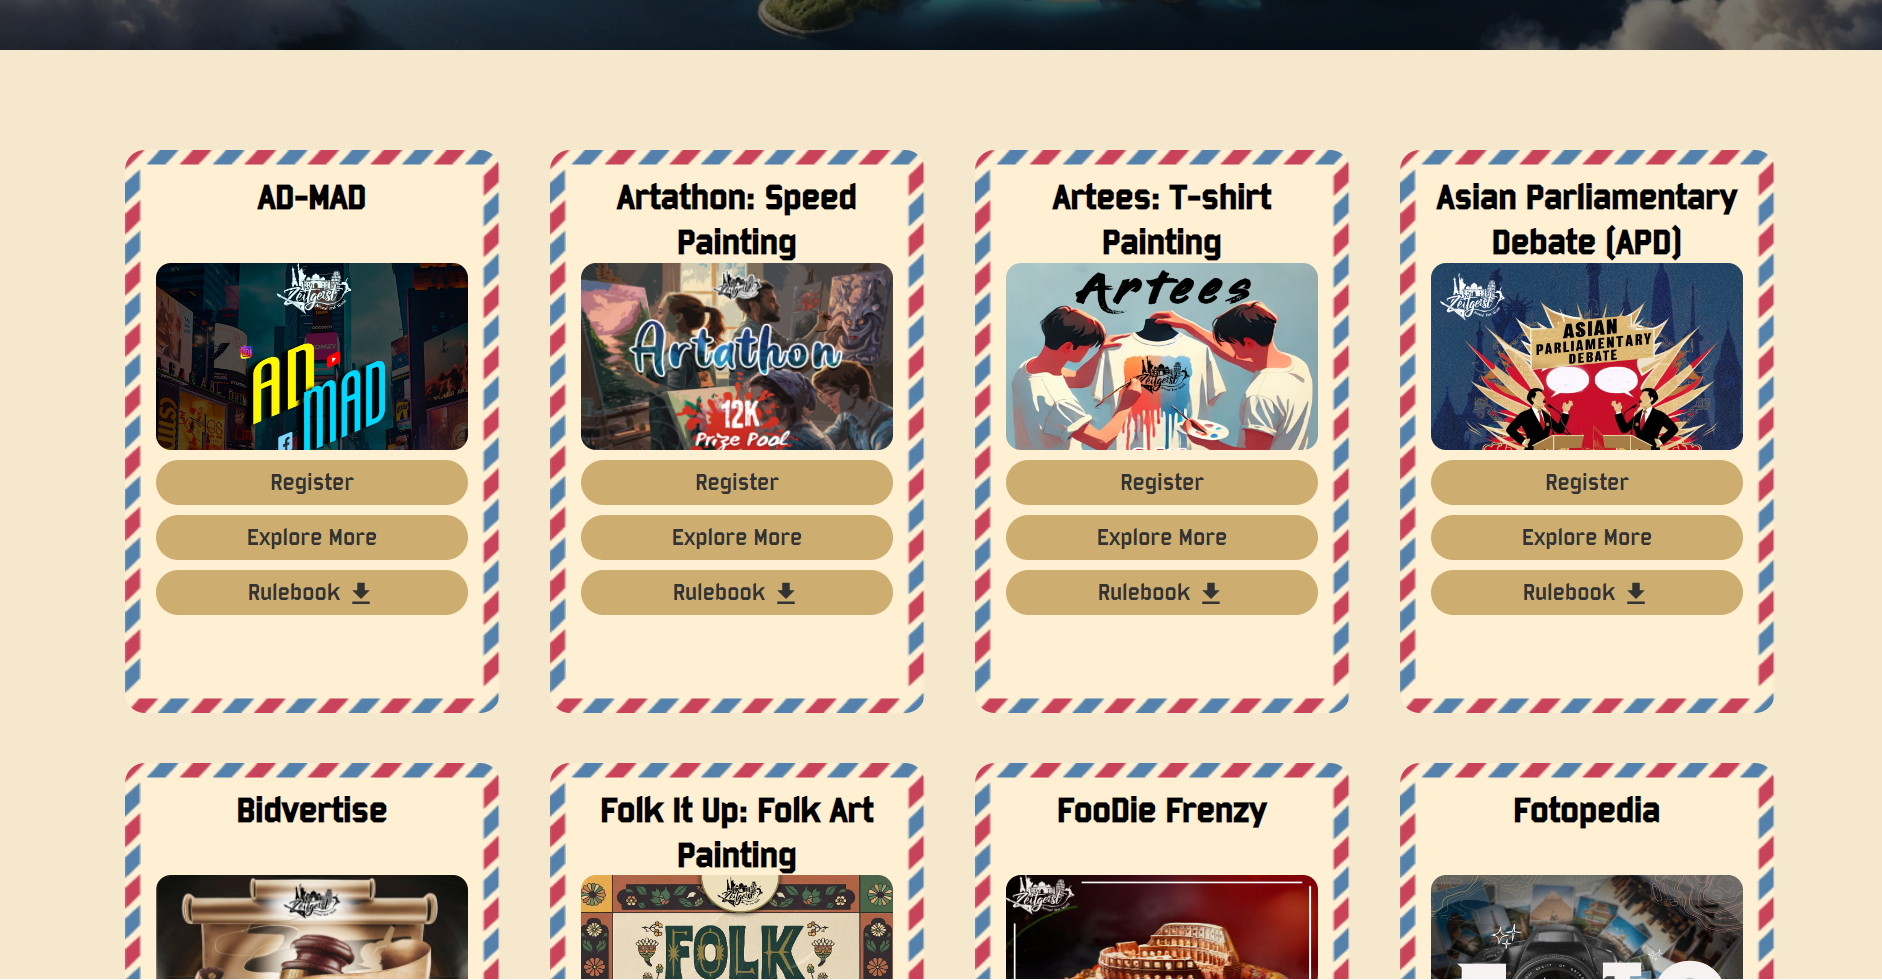 AD-MAD
Artathon: Speed
Painting
Artees: T-shirt
Painting
Asian Parliamentary
Debate (APD)
Zeitgeist
AD
MAD
Zeitgeist
Artathon
12K
Prize Pool
Artees
Zeitgeist
Zeitgeist
ASIAN
PARLIAMENTARY
DEBATE
Register
Register
Register
Register
Explore More
Explore More
Explore More
Explore More
Rulebook
Rulebook
Rulebook
Rulebook
Bidvertise
Folk It Up: Folk Art
Painting
FooDie Frenzy
Fotopedia
Zeitgeist
Zeitgeist
FOLK
Zeitgeist